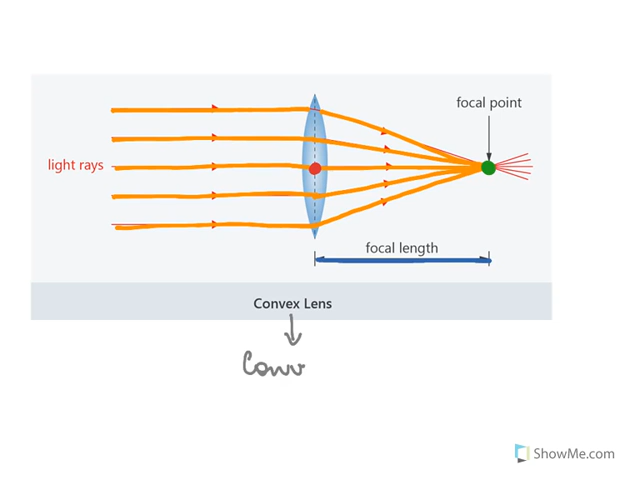 focal point
light rays
focal length
Convex Lens
Conv
ShowMe.com